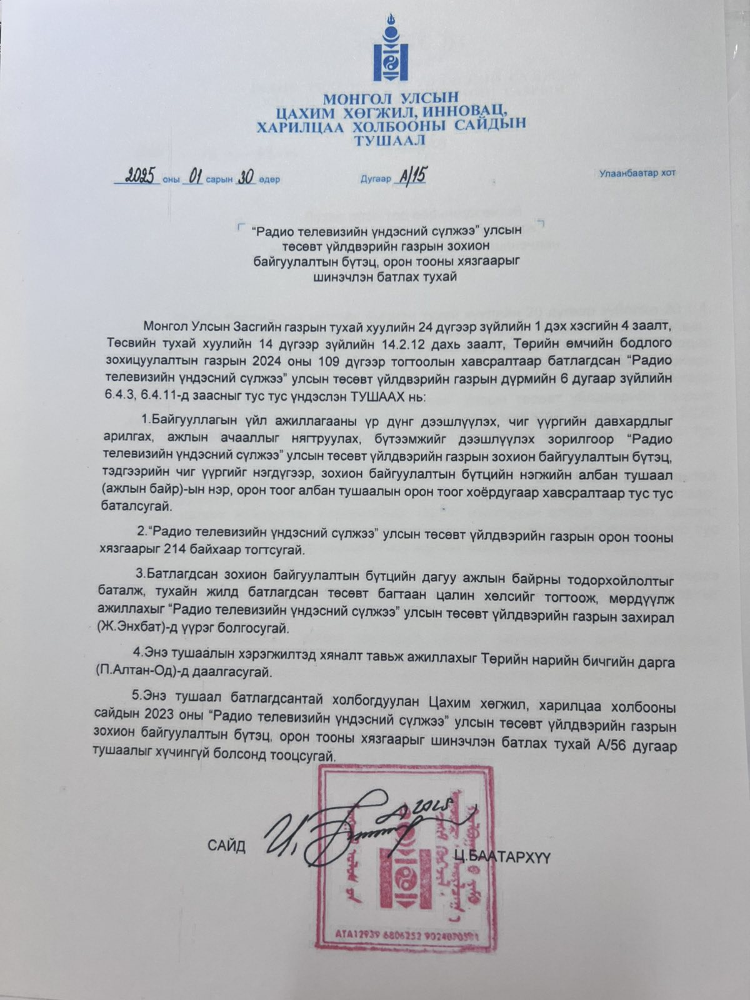 МОНГОЛ УЛСЫН
ЦАХИМ ХӨГЖИЛ, ИННОВАЦ,
ХАРИЛЦАА ХОЛБООНЫ САЙДЫН
ТУШААЛ
2025 оны 01 сарын 30 өдөр Дугаар А/15 Улаанбаатар хот
“Радио телевизийн үндэсний сүлжээ” улсын
төсөвт үйлдвэрийн газрын зохион
байгуулалтын бүтэц, орон тооны хязгаарыг
шинэчлэн батлах тухай
Монгол Улсын Засгийн газрын тухай хуулийн 24 дүгээр зүйлийн 1 дэх хэсгийн 4 заалт,
Төсвийн тухай хуулийн 14 дүгээр зүйлийн 14.2.12 дахь заалт, Төрийн өмчийн бодлого
зохицуулалтын газрын 2024 оны 109 дүгээр тогтоолын хавсралтаар батлагдсан “Радио
телевизийн үндэсний сүлжээ” улсын төсөвт үйлдвэрийн газрын дүрмийн 6 дугаар зүйлийн
6.4.3, 6.4.11-д заасныг тус тус үндэслэн ТУШААХ нь:
1.Байгууллагын үйл ажиллагааны үр дүнг дээшлүүлэх, чиг үүргийн давхардлыг
арилгах, ажлын ачааллыг нягтруулах, бүтээмжийг дээшлүүлэх зорилгоор “Радио
телевизийн үндэсний сүлжээ” улсын төсөвт үйлдвэрийн газрын зохион байгуулалтын бүтэц,
тэдгээрийн чиг үүргийг нэгдүгээр, зохион байгуулалтын бүтцийн нэгжийн албан тушаал
(ажлын байр)-ын нэр, орон тоог албан тушаалын орон тоог хоёрдугаар хавсралтаар тус тус
баталсугай.
2.“Радио телевизийн үндэсний сүлжээ” улсын төсөвт үйлдвэрийн газрын орон тооны
хязгаарыг 214 байхаар тогтсугай.
3.Батлагдсан зохион байгуулалтын бүтцийн дагуу ажлын байрны тодорхойлолтыг
баталж, тухайн жилд батлагдсан төсөвт багтаан цалин хөлсийг тогтоож, мөрдүүлж
ажиллахыг “Радио телевизийн үндэсний сүлжээ” улсын төсөвт үйлдвэрийн газрын захирал
(Ж.Энхбат)-д үүрэг болгосугай.
4.Энэ тушаалын хэрэгжилтэд хяналт тавьж ажиллахыг Төрийн нарийн бичгийн дарга
(П.Алтан-Од)-д даалгасугай.
5.Энэ тушаал батлагдсантай холбогдуулан Цахим хөгжил, харилцаа холбооны
сайдын 2023 оны “Радио телевизийн үндэсний сүлжээ” улсын төсөвт үйлдвэрийн газрын
зохион байгуулалтын бүтэц, орон тооны хязгаарыг шинэчлэн батлах тухай А/56 дугаар
тушаалыг хүчингүй болсонд тооцсугай.
САЙД Ц.БААТАРХҮҮ
АТА12939 6806252 9024070391